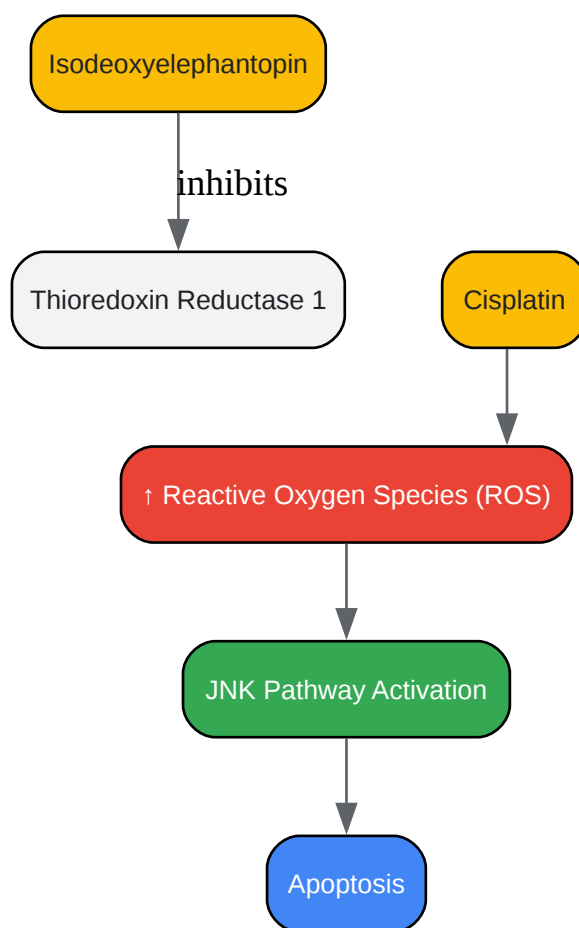 Isodeoxyelephantopin
inhibits
Thioredoxin Reductase 1
Cisplatin
↑ Reactive Oxygen Species (ROS)
JNK Pathway Activation
Apoptosis